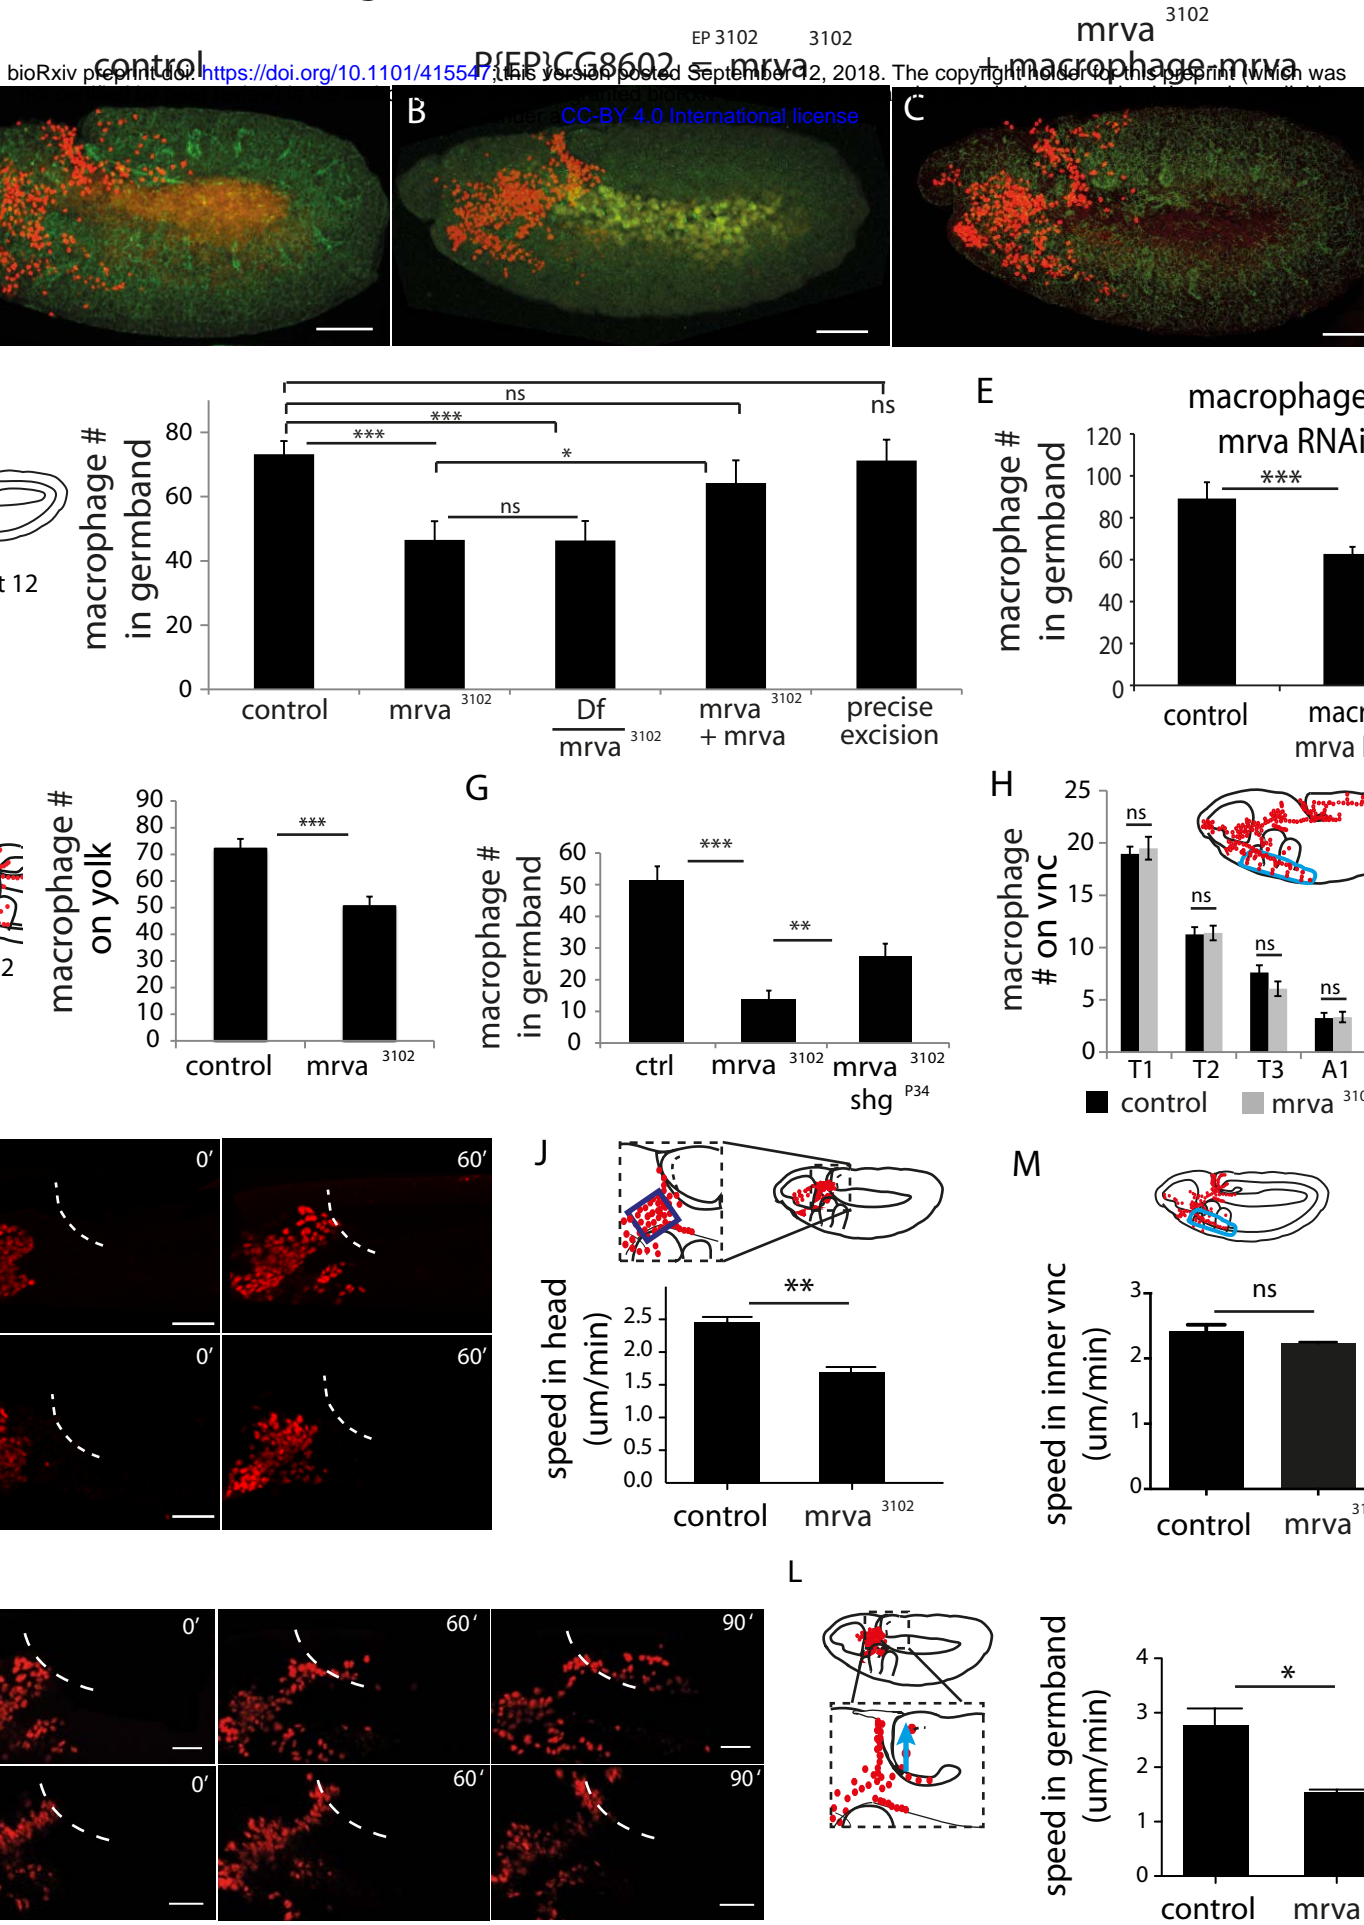 mrva 3102
control P{EP}CG8602 EP 3102 = mrva 3102 + macrophage-mrva
bioRxiv preprint doi: https://doi.org/10.1101/415547; this version posted September 12, 2018. The copyright holder for this preprint (which was
CC-BY 4.0 International license
B
C
macrophage #
in germband
80
60
40
20
0
ns
ns
***
***
*
ns
control
mrva 3102
Df
mrva 3102
mrva 3102
+ mrva
precise
excision
t 12
E
macrophage
mrva RNAi
macrophage #
in germband
120
100
80
60
40
20
0
***
control
macr
mrva
macrophage #
on yolk
90
80
70
60
50
40
30
20
10
0
***
control
mrva 3102
2
G
macrophage #
in germband
60
50
40
30
20
10
0
***
**
ctrl
mrva 3102
mrva 3102
shg P34
H
macrophage
# on vnc
25
20
15
10
5
0
ns
ns
ns
ns
T1
T2
T3
A1
control
mrva 310
0′
60′
0′
60′
J
speed in head
(um/min)
2.5
2.0
1.5
1.0
0.5
0.0
**
control
mrva 3102
M
speed in inner vnc
(um/min)
3
2
1
0
ns
control
mrva 31
0′
60′
90′
0′
60′
90′
L
speed in germband
(um/min)
4
3
2
1
0
*
control
mrva